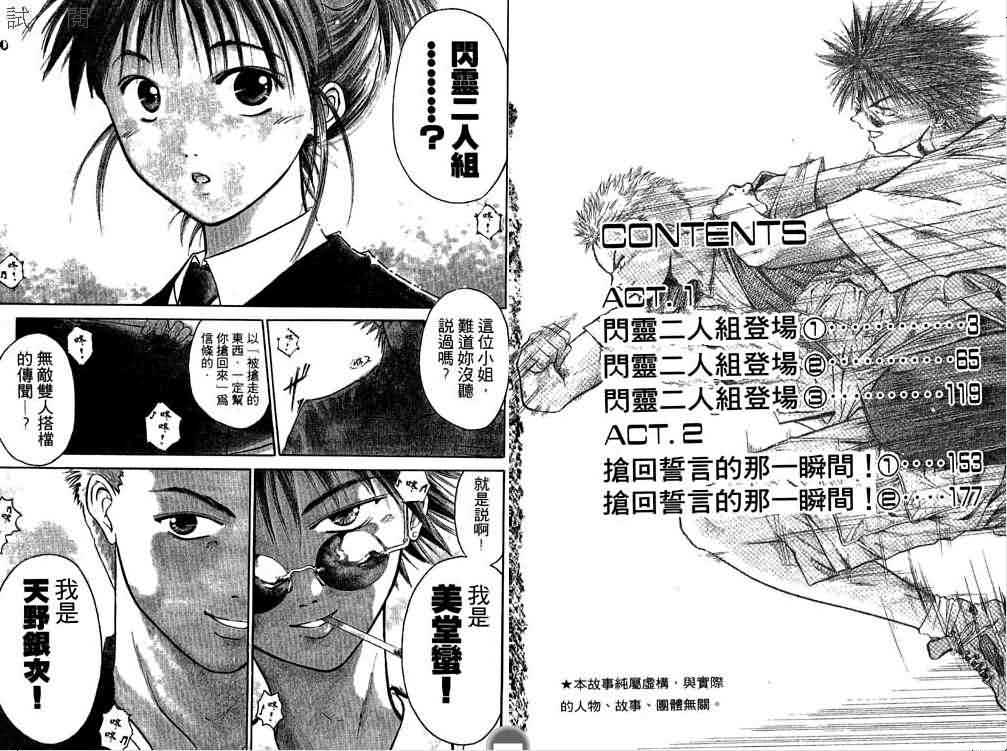 CONTENTS
ACT. 1
閃靈二人組登場①‥‥‥‥‥‥3
閃靈二人組登場②‥‥‥‥‥65
閃靈二人組登場③‥‥‥‥‥119
ACT. 2
搶回誓言的那一瞬間！①‥‥153
搶回誓言的那一瞬間！②‥‥177
★本故事純屬虛構，與實際
的人物、故事、團體無關。
試閱
閃靈二人組
‥‥‥‥‥？
咚！
咚！
這位小姐，
難道妳沒聽
說過嗎？
以「被搶走的
東西，一定幫
你搶回來」為
信條的，
咚！
無敵雙人搭檔
的傳聞—？
就是說啊！
我是
美堂蠻！
我是
天野銀次！